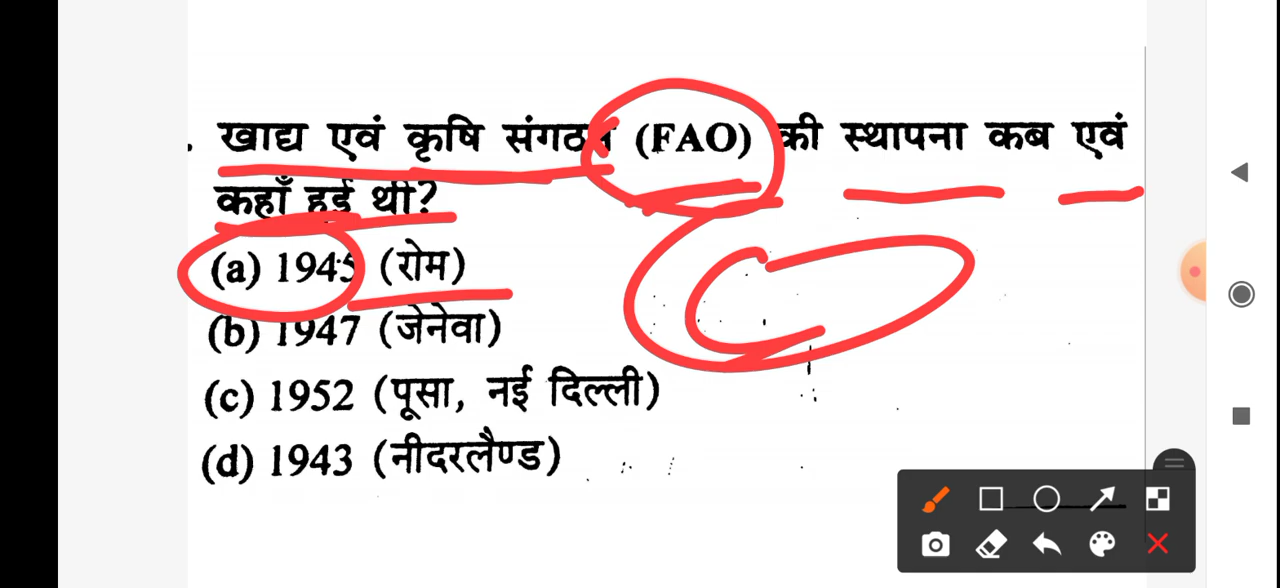 . खाद्य एवं कृषि संगठन (FAO) की स्थापना कब एवं
कहाँ हुई थी?
(a) 1945 (रोम)
(b) 1947 (जेनेवा)
(c) 1952 (पूसा, नई दिल्ली)
(d) 1943 (नीदरलैण्ड)